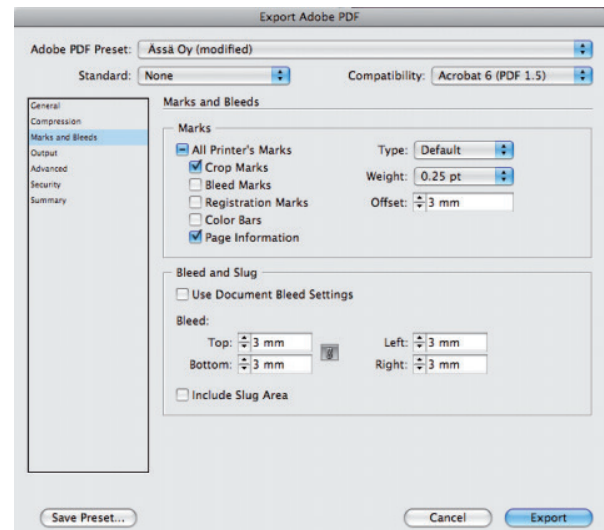 Export Adobe PDF
Adobe PDF Preset: Ässä Oy (modified)
Standard: None Compatibility: Acrobat 6 (PDF 1.5)
General
Compression
Marks and Bleeds
Output
Advanced
Security
Summary
Marks and Bleeds
Marks
All Printer's Marks
Crop Marks
Bleed Marks
Registration Marks
Color Bars
Page Information
Type: Default
Weight: 0.25 pt
Offset: 3 mm
Bleed and Slug
Use Document Bleed Settings
Bleed:
Top: 3 mm Left: 3 mm
Bottom: 3 mm Right: 3 mm
Include Slug Area
Save Preset... Cancel Export